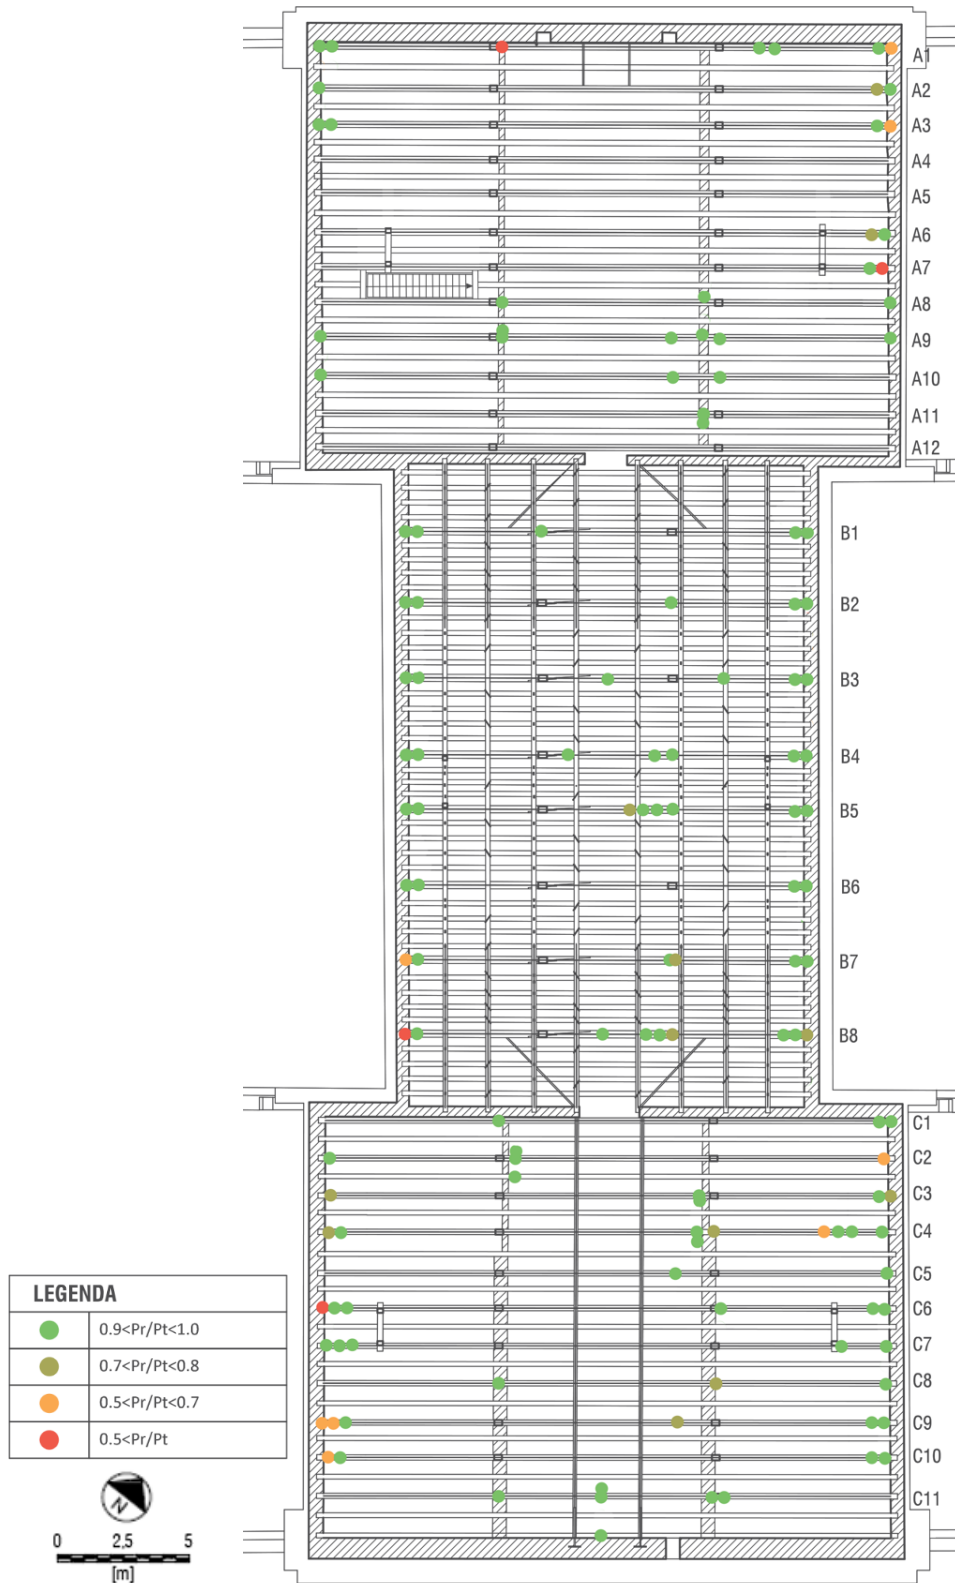 A1
A2
A3
A4
A5
A6
A7
A8
A9
A10
A11
A12
B1
B2
B3
B4
B5
B6
B7
B8
C1
C2
C3
C4
C5
C6
C7
C8
C9
C10
C11
LEGENDA
0.9<Pr/Pt<1.0
0.7<Pr/Pt<0.8
0.5<Pr/Pt<0.7
0.5<Pr/Pt
N
0 2,5 5
[m]